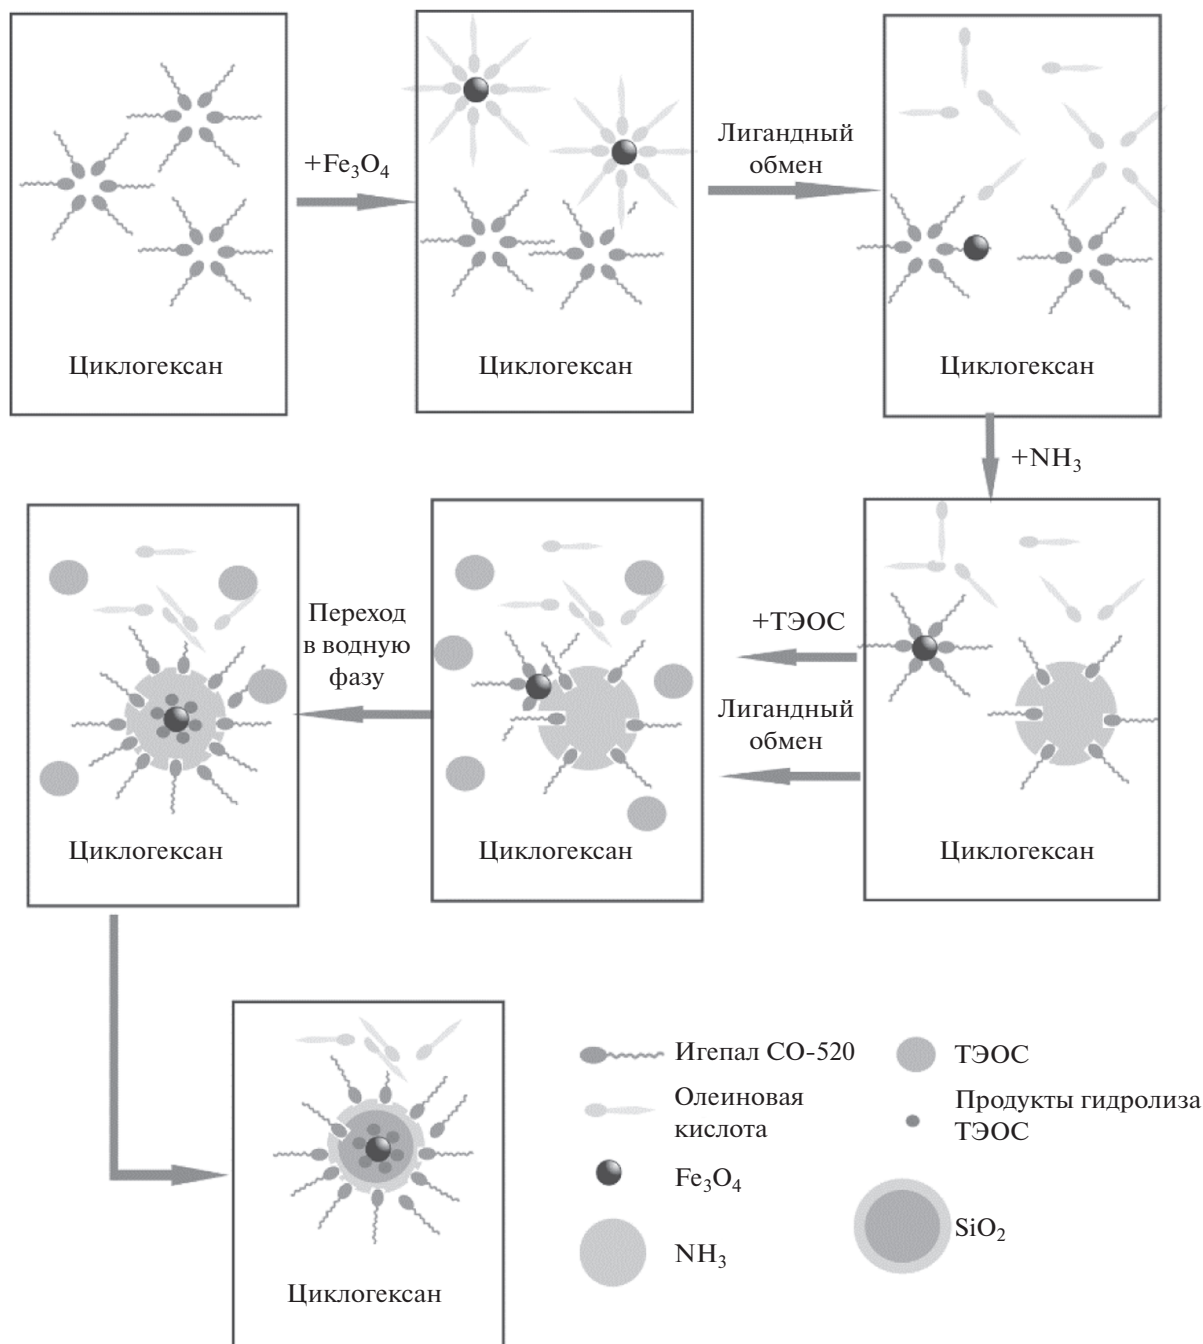 +Fe₃O₄
Лигандный
обмен
Циклогексан
Циклогексан
Циклогексан
+NH₃
Переход
в водную
фазу
+ТЭОС
Лигандный
обмен
Циклогексан
Циклогексан
Циклогексан
Игепал CO-520
Олеиновая
кислота
Fe₃O₄
NH₃
ТЭОС
Продукты гидролиза
ТЭОС
SiO₂
Циклогексан